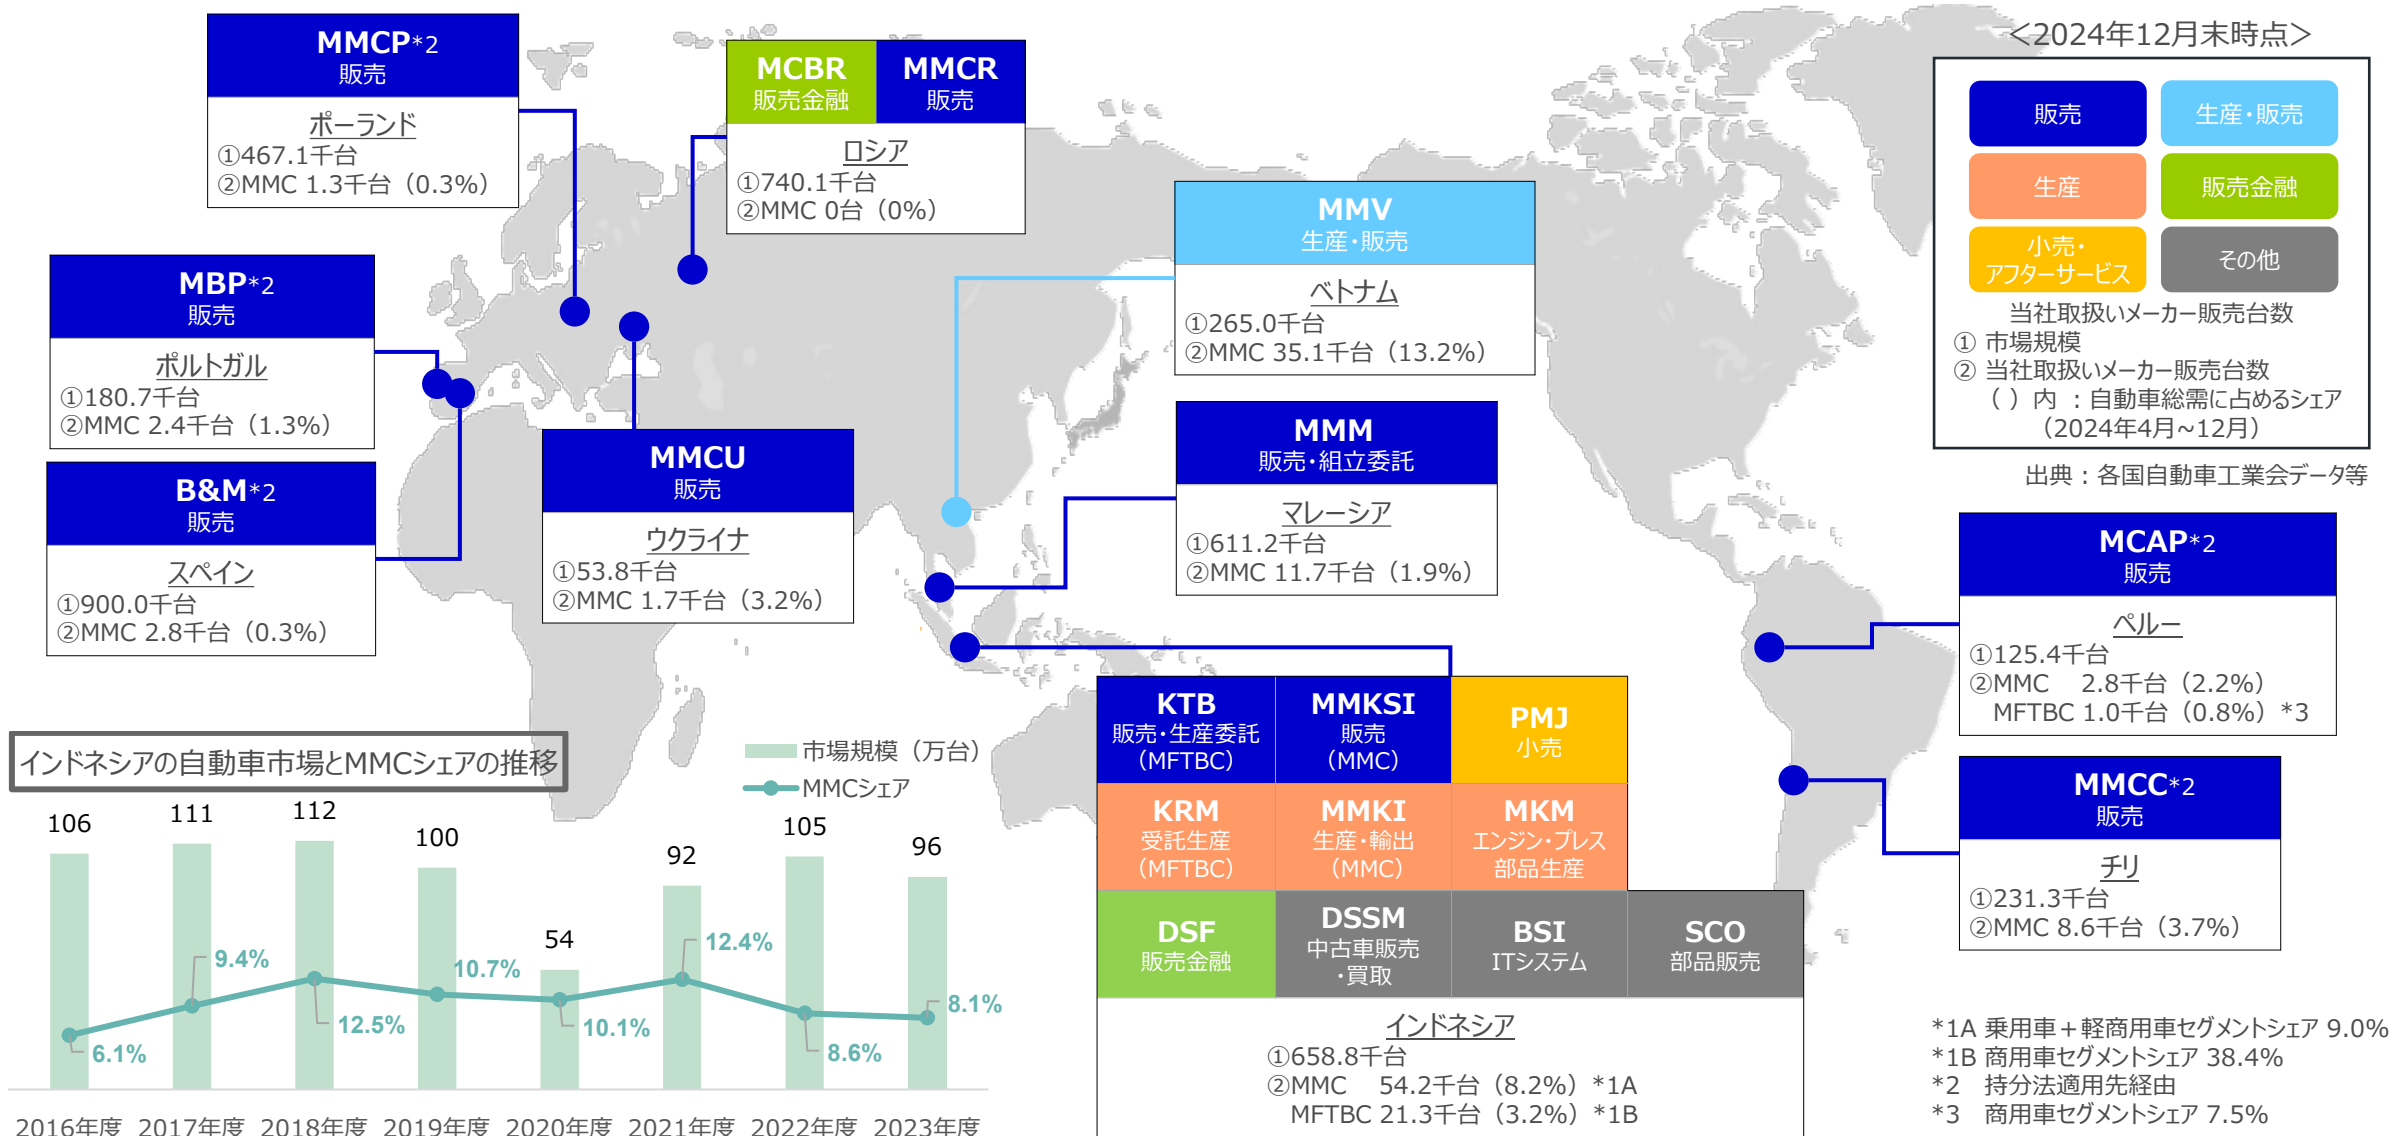 <2024年12月末時点>
販売
生産・販売
生産
販売金融
小売・
アフターサービス
その他
当社取扱いメーカー販売台数
① 市場規模
② 当社取扱いメーカー販売台数
( ) 内 :自動車総需に占めるシェア
(2024年4月~12月)
出典:各国自動車工業会データ等
MMCP*2
販売
ポーランド
①467.1千台
②MMC 1.3千台(0.3%)
MCBR
販売金融
MMCR
販売
ロシア
①740.1千台
②MMC 0台(0%)
MBP*2
販売
ポルトガル
①180.7千台
②MMC 2.4千台(1.3%)
B&M*2
販売
スペイン
①900.0千台
②MMC 2.8千台(0.3%)
MMCU
販売
ウクライナ
①53.8千台
②MMC 1.7千台(3.2%)
MMV
生産・販売
ベトナム
①265.0千台
②MMC 35.1千台(13.2%)
MMM
販売・組立委託
マレーシア
①611.2千台
②MMC 11.7千台(1.9%)
MCAP*2
販売
ペルー
①125.4千台
②MMC 2.8千台(2.2%)
MFTBC 1.0千台(0.8%)*3
MMCC*2
販売
チリ
①231.3千台
②MMC 8.6千台(3.7%)
KTB
販売・生産委託
(MFTBC)
MMKSI
販売
(MMC)
PMJ
小売
KRM
受託生産
(MFTBC)
MMKI
生産・輸出
(MMC)
MKM
エンジン・プレス
部品生産
DSF
販売金融
DSSM
中古車販売
・買取
BSI
ITシステム
SCO
部品販売
インドネシア
①658.8千台
②MMC 54.2千台(8.2%)*1A
MFTBC 21.3千台(3.2%)*1B
インドネシアの自動車市場とMMCシェアの推移
市場規模(万台)
MMCシェア
106
111
112
100
54
92
105
96
6.1%
9.4%
12.5%
10.7%
10.1%
12.4%
8.6%
8.1%
2016年度 2017年度 2018年度 2019年度 2020年度 2021年度 2022年度 2023年度
*1A 乗用車+軽商用車セグメントシェア 9.0%
*1B 商用車セグメントシェア 38.4%
*2 持分法適用先経由
*3 商用車セグメントシェア 7.5%